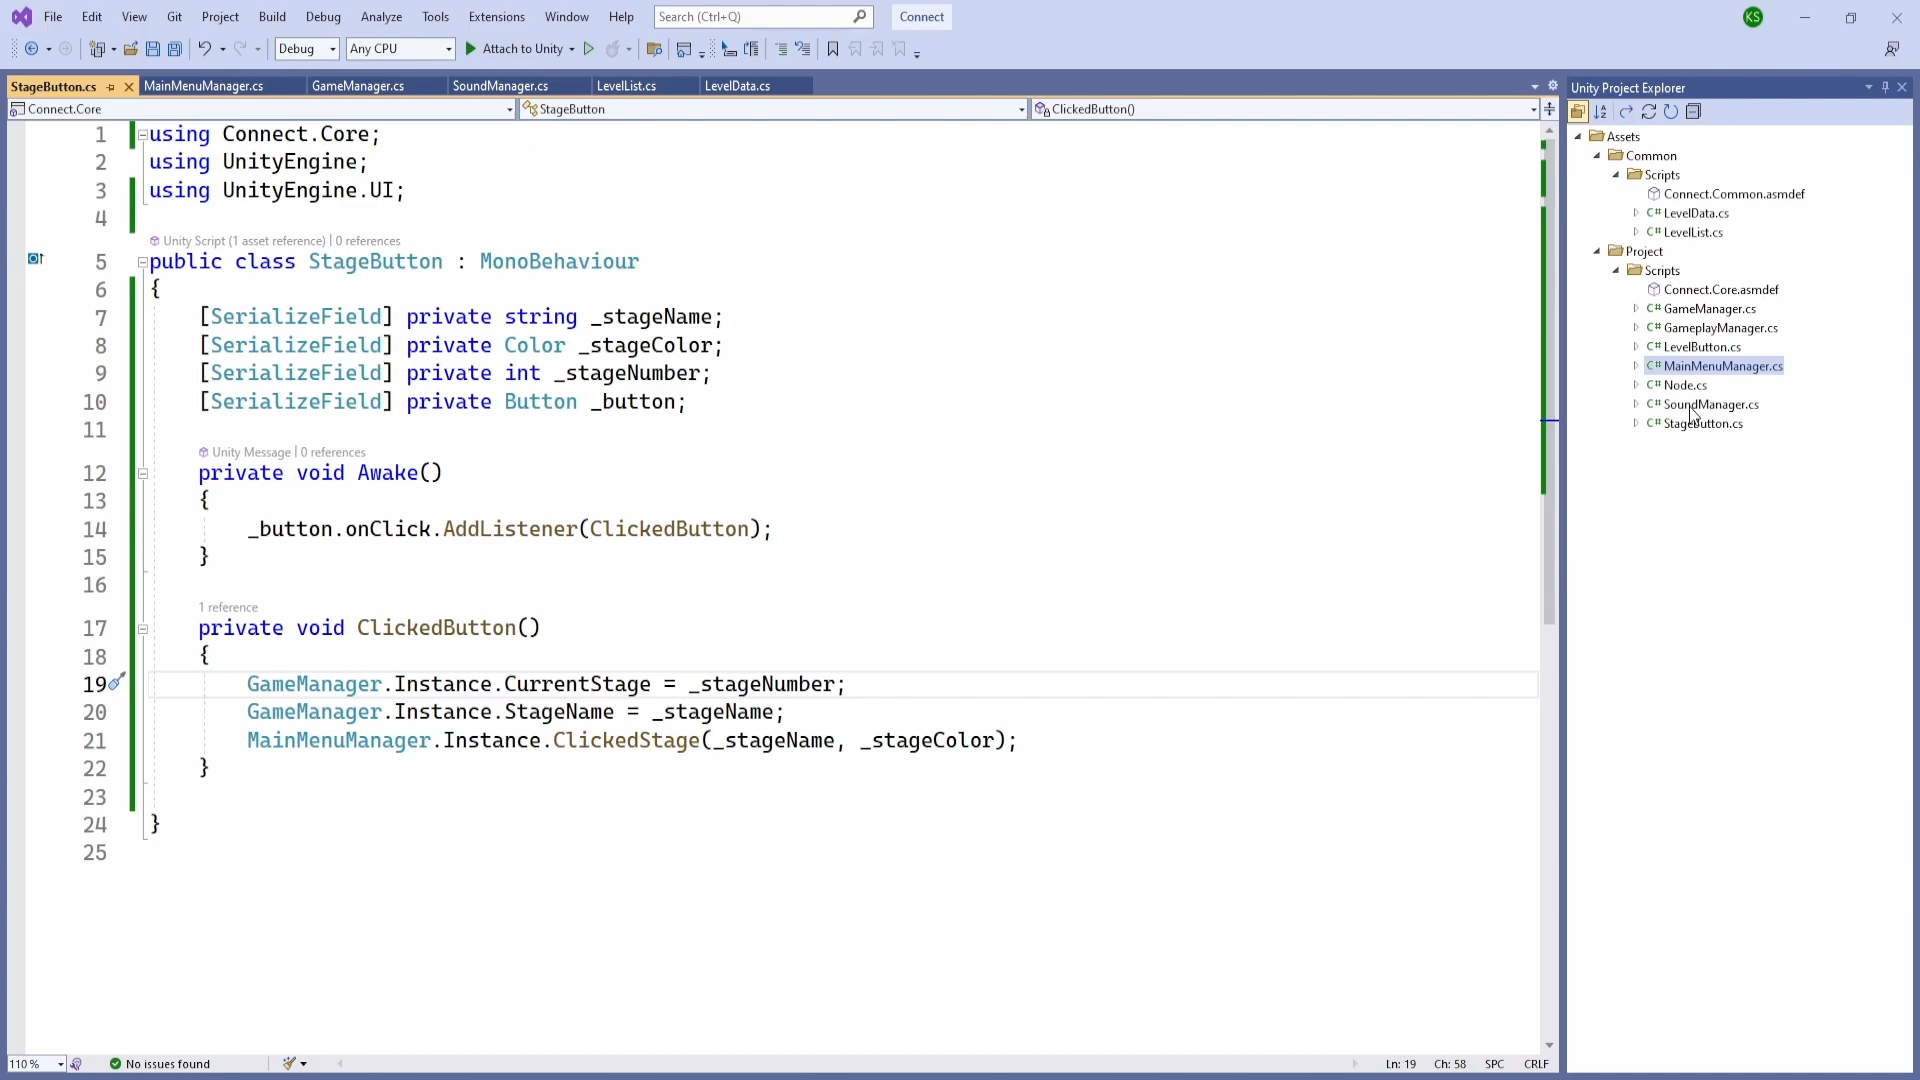 File Edit View Git Project Build Debug Analyze Tools Extensions Window Help Search (Ctrl+Q) Connect KS
Debug Any CPU Attach to Unity
StageButton.cs MainMenuManager.cs GameManager.cs SoundManager.cs LevelList.cs LevelData.cs
Connect.Core StageButton ClickedButton()
1 using Connect.Core;
2 using UnityEngine;
3 using UnityEngine.UI;
4
Unity Script (1 asset reference) | 0 references
5 public class StageButton : MonoBehaviour
6 {
7 [SerializeField] private string _stageName;
8 [SerializeField] private Color _stageColor;
9 [SerializeField] private int _stageNumber;
10 [SerializeField] private Button _button;
11
Unity Message | 0 references
12 private void Awake()
13 {
14 _button.onClick.AddListener(ClickedButton);
15 }
16
1 reference
17 private void ClickedButton()
18 {
19 GameManager.Instance.CurrentStage = _stageNumber;
20 GameManager.Instance.StageName = _stageName;
21 MainMenuManager.Instance.ClickedStage(_stageName, _stageColor);
22 }
23
24 }
25
110 % No issues found Ln: 19 Ch: 58 SPC CRLF
Unity Project Explorer
Assets
Common
Scripts
Connect.Common.asmdef
C# LevelData.cs
C# LevelList.cs
Project
Scripts
Connect.Core.asmdef
C# GameManager.cs
C# GameplayManager.cs
C# LevelButton.cs
C# MainMenuManager.cs
C# Node.cs
C# SoundManager.cs
C# StageButton.cs